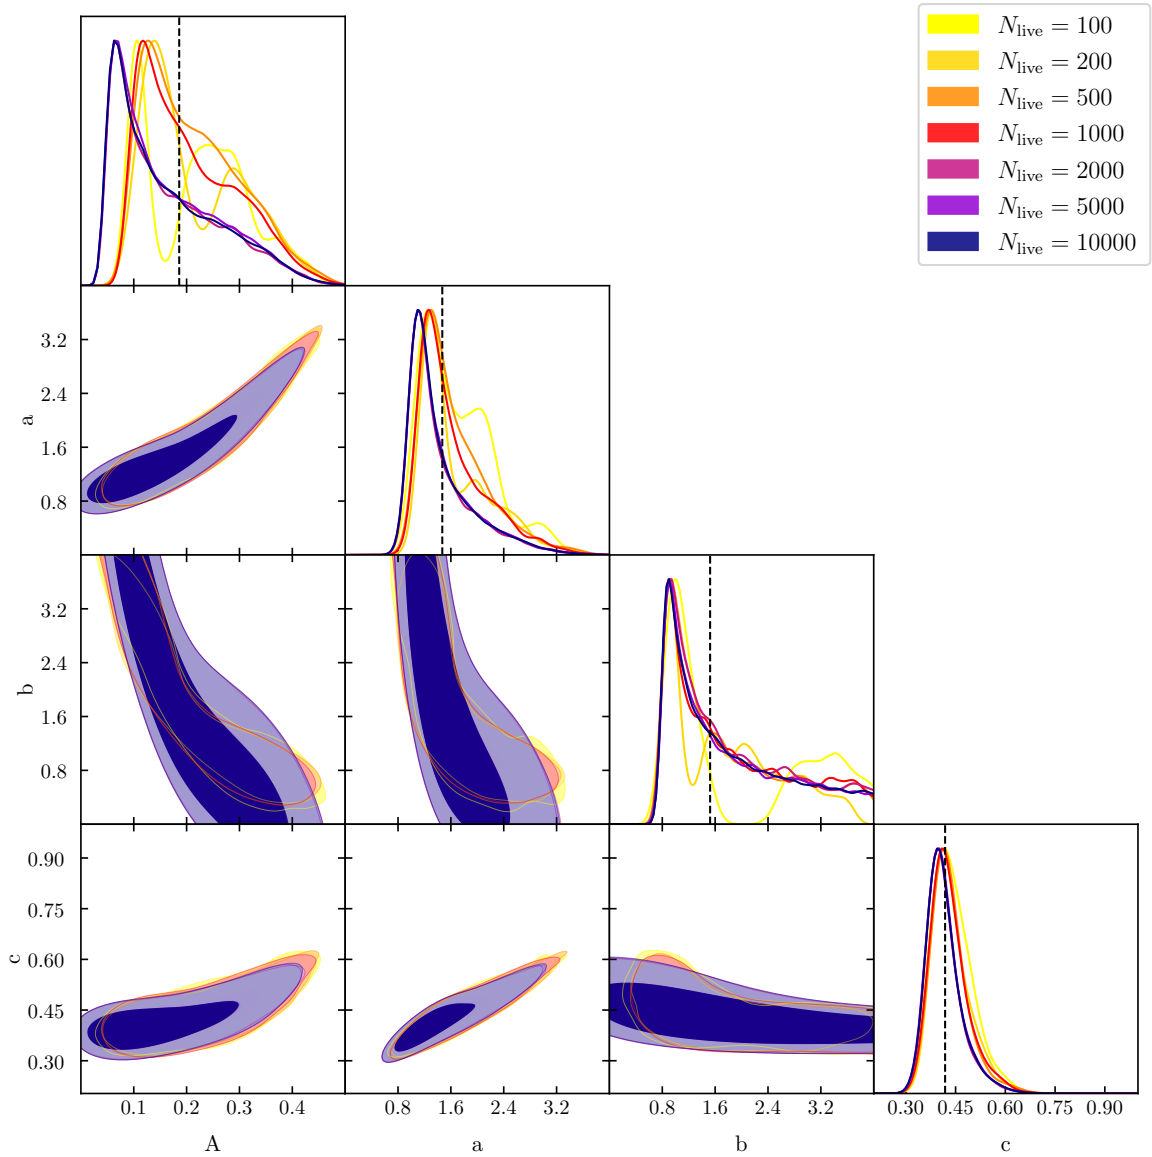 N_live = 100
N_live = 200
N_live = 500
N_live = 1000
N_live = 2000
N_live = 5000
N_live = 10000
3.2
2.4
1.6
0.8
a
3.2
2.4
1.6
0.8
b
0.90
0.75
0.60
0.45
0.30
c
0.1 0.2 0.3 0.4
A
0.8 1.6 2.4 3.2
a
0.8 1.6 2.4 3.2
b
0.30 0.45 0.60 0.75 0.90
c